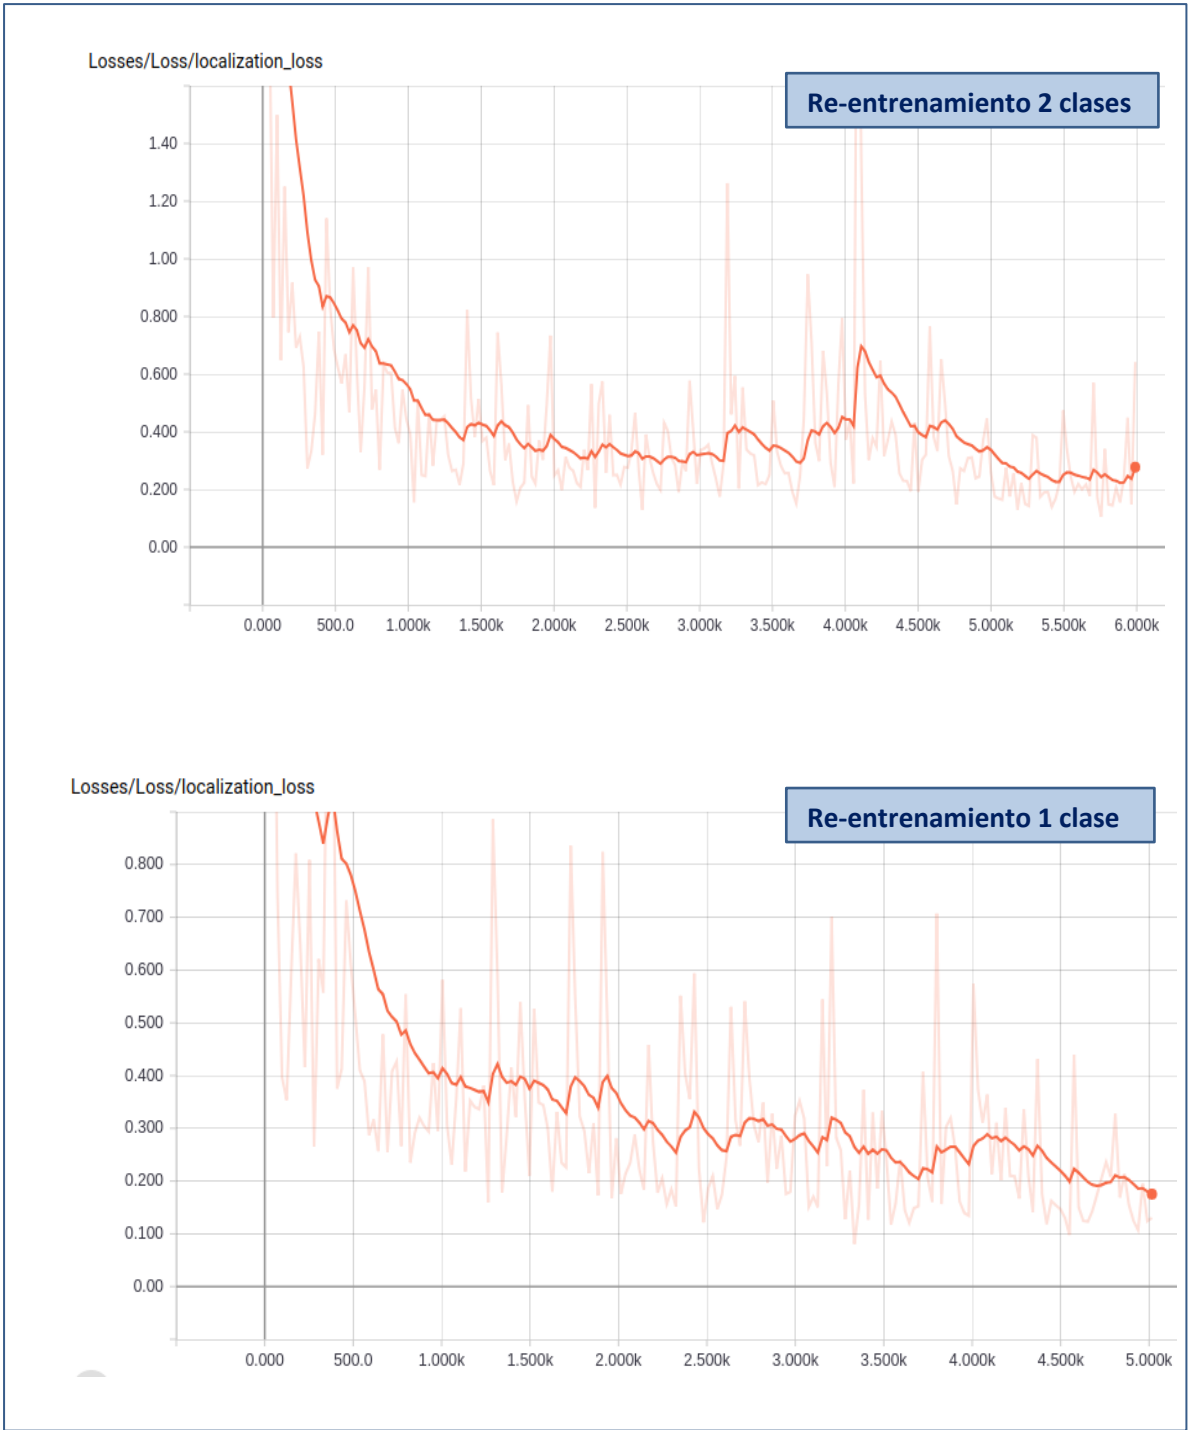 Losses/Loss/localization_loss
Re-entrenamiento 2 clases
1.40
1.20
1.00
0.800
0.600
0.400
0.200
0.00
0.000 500.0 1.000k 1.500k 2.000k 2.500k 3.000k 3.500k 4.000k 4.500k 5.000k 5.500k 6.000k
Losses/Loss/localization_loss
Re-entrenamiento 1 clase
0.800
0.700
0.600
0.500
0.400
0.300
0.200
0.100
0.00
0.000 500.0 1.000k 1.500k 2.000k 2.500k 3.000k 3.500k 4.000k 4.500k 5.000k